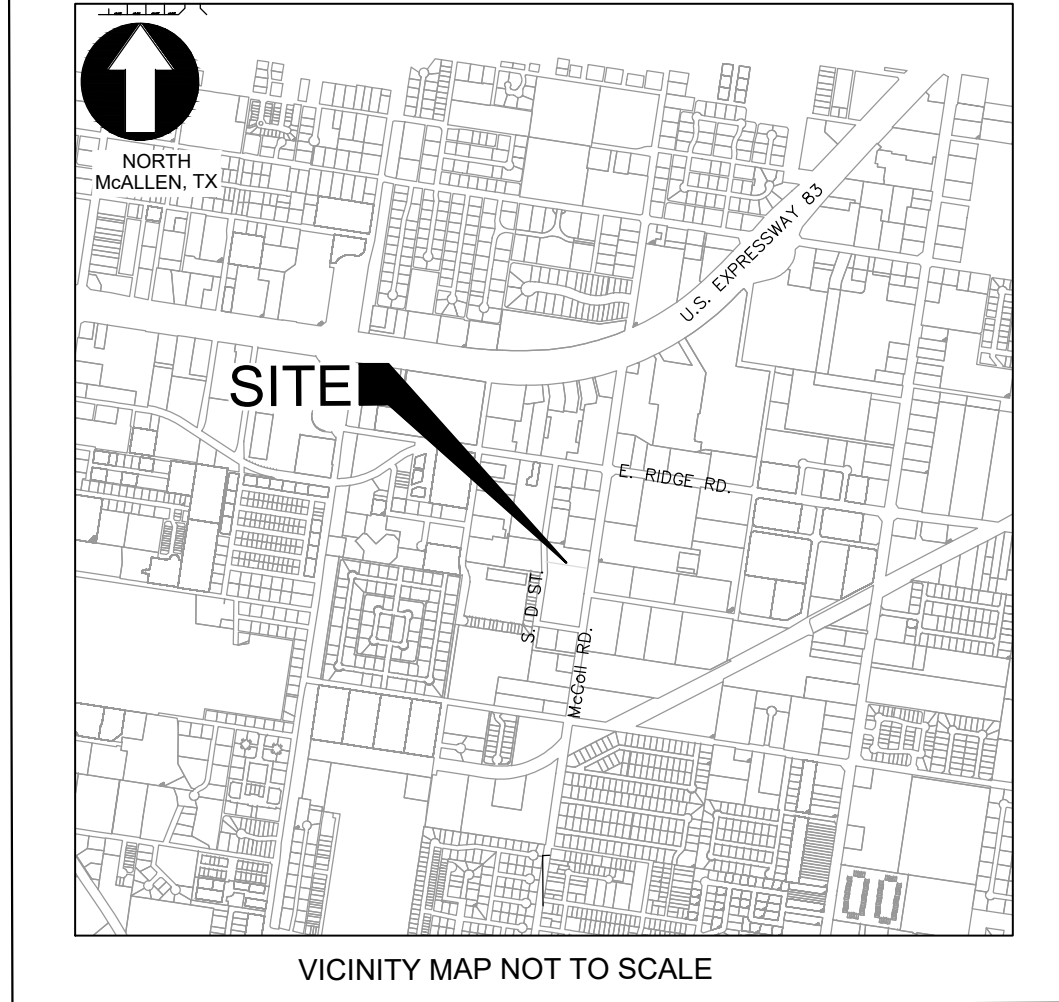 NORTH
McALLEN, TX
U.S. EXPRESSWAY 83
SITE
E. RIDGE RD.
S. D ST.
McColl RD.
VICINITY MAP NOT TO SCALE